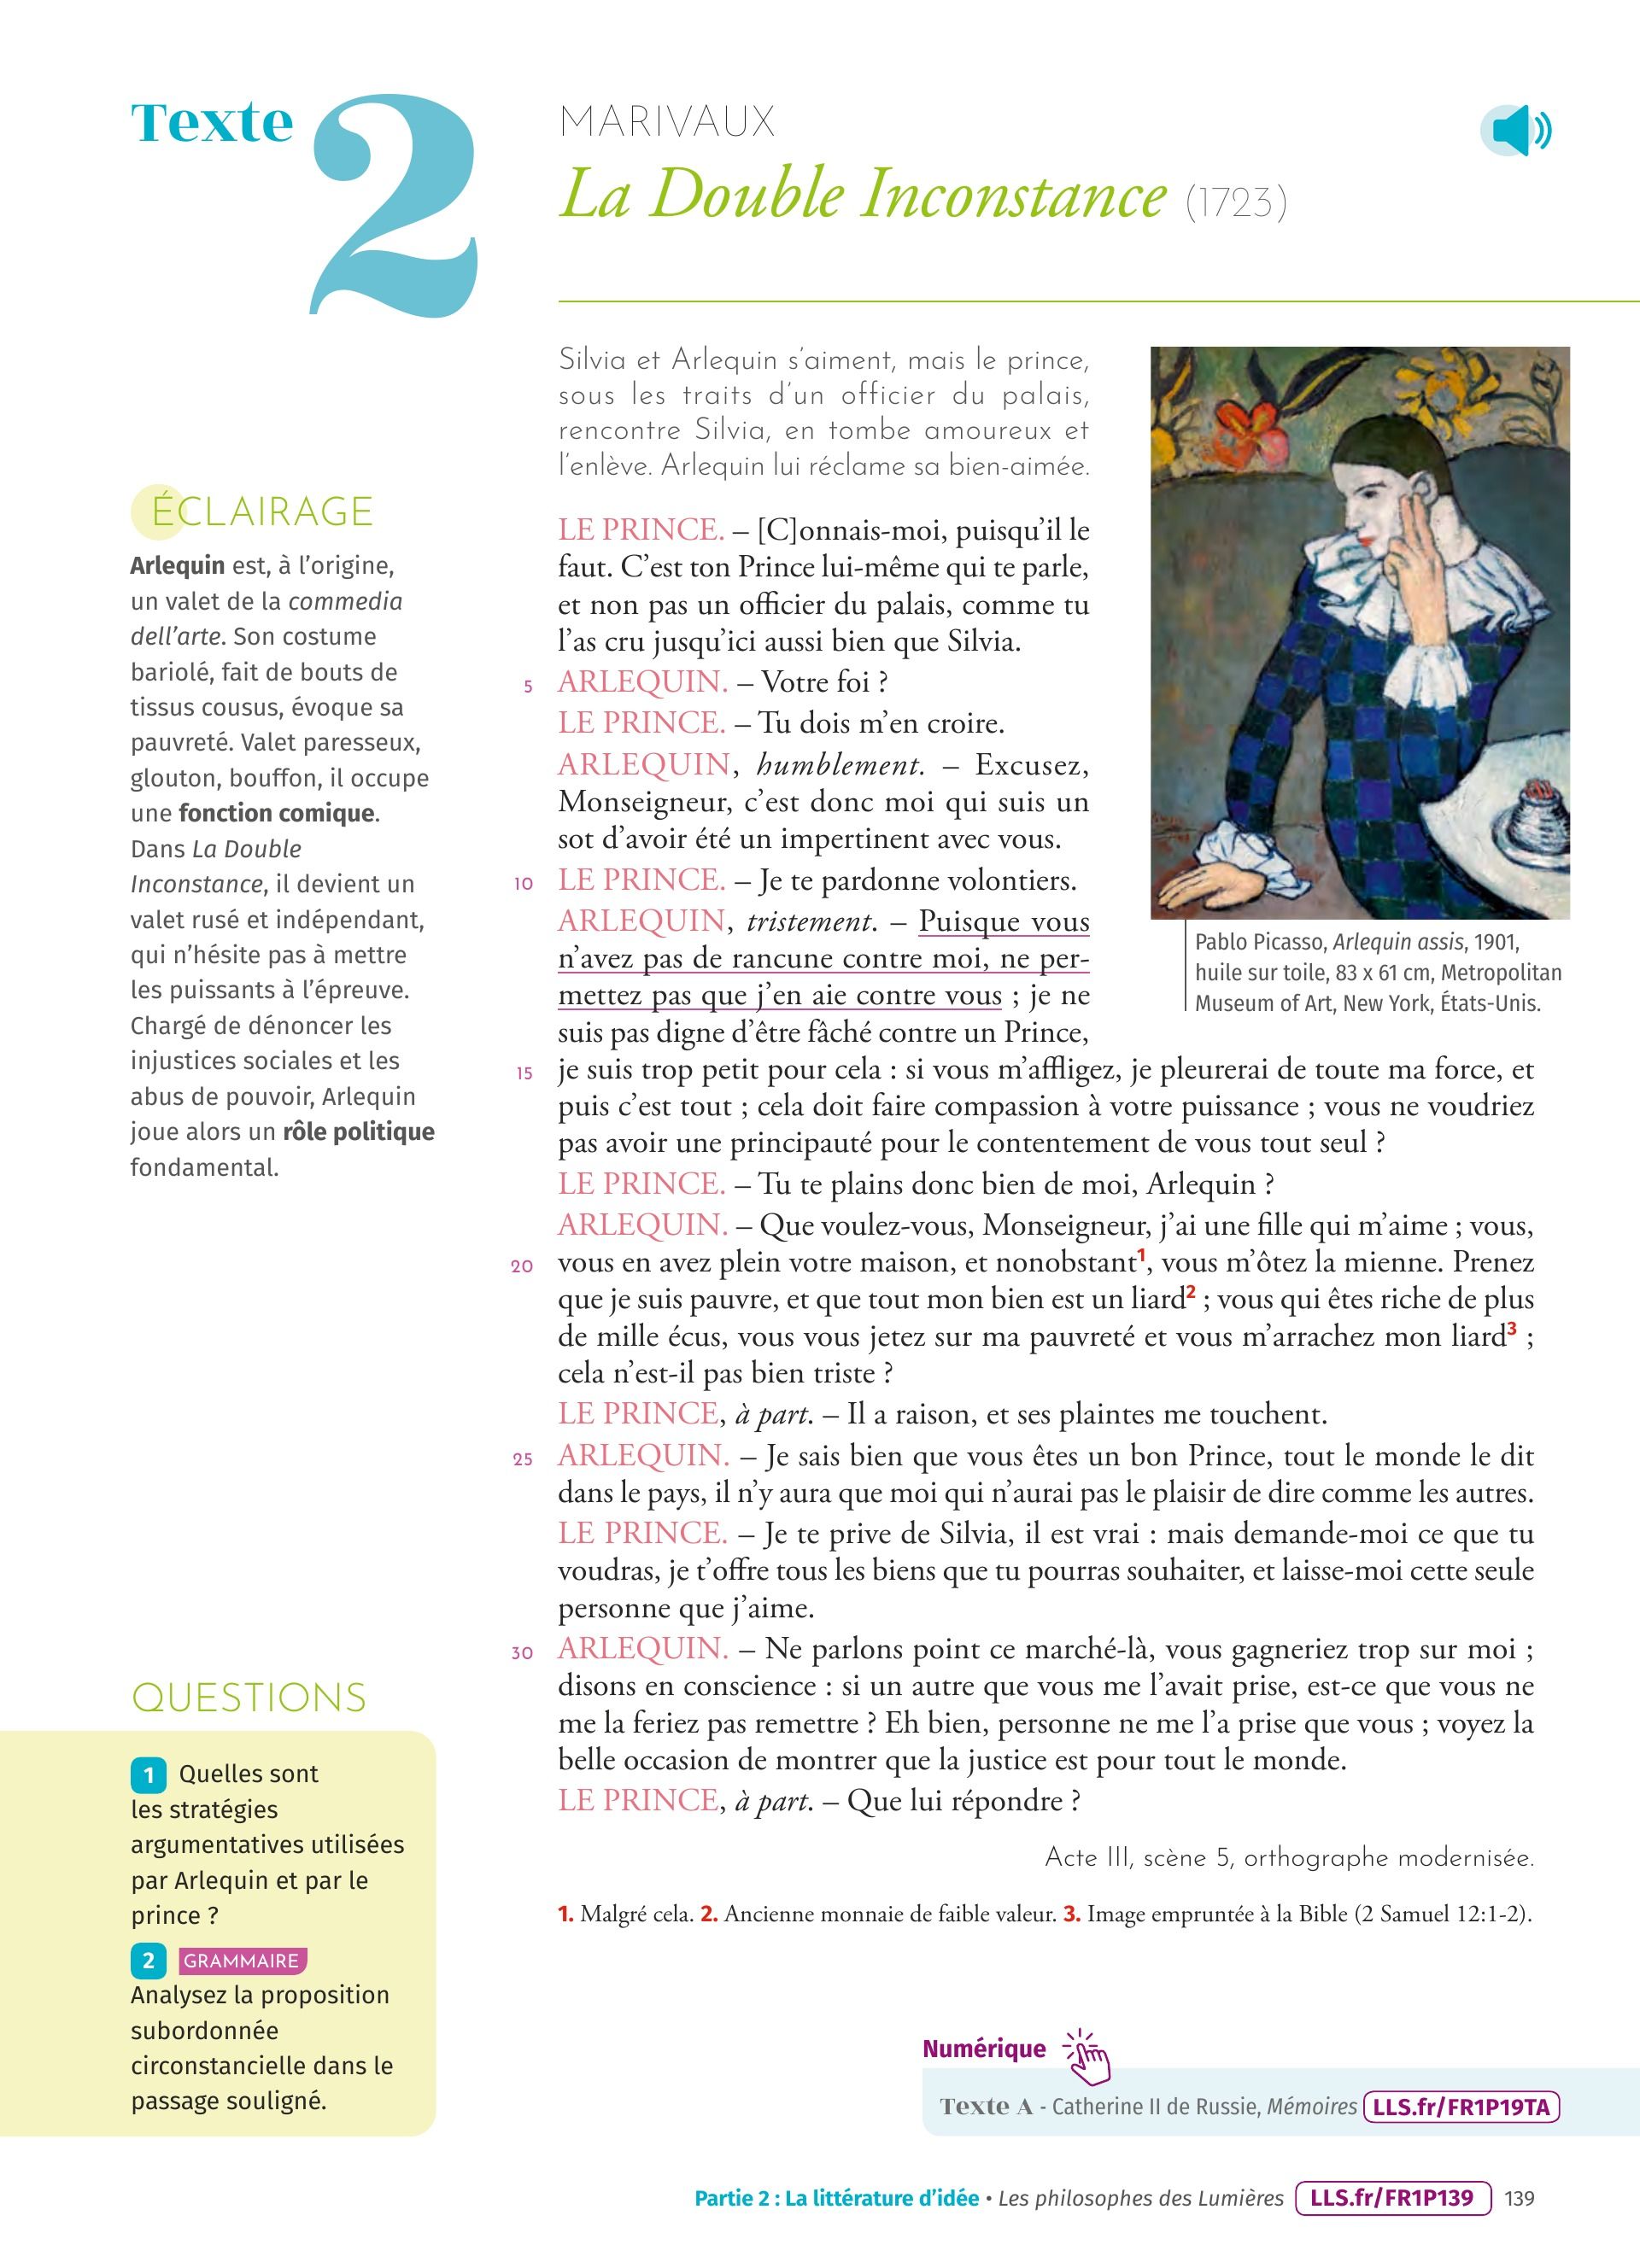 Texte 2
MARIVAUX
La Double Inconstance (1723)
Silvia et Arlequin s’aiment, mais le prince,
sous les traits d’un officier du palais,
rencontre Silvia, en tombe amoureux et
l’enlève. Arlequin lui réclame sa bien-aimée.
ÉCLAIRAGE
Arlequin est, à l’origine,
un valet de la commedia
dell’arte. Son costume
bariolé, fait de bouts de
tissus cousus, évoque sa
pauvreté. Valet paresseux,
glouton, bouffon, il occupe
une fonction comique.
Dans La Double
Inconstance, il devient un
valet rusé et indépendant,
qui n’hésite pas à mettre
les puissants à l’épreuve.
Chargé de dénoncer les
injustices sociales et les
abus de pouvoir, Arlequin
joue alors un rôle politique
fondamental.
LE PRINCE. – [C]onnais-moi, puisqu’il le
faut. C’est ton Prince lui-même qui te parle,
et non pas un officier du palais, comme tu
l’as cru jusqu’ici aussi bien que Silvia.
5 ARLEQUIN. – Votre foi ?
LE PRINCE. – Tu dois m’en croire.
ARLEQUIN, humblement. – Excusez,
Monseigneur, c’est donc moi qui suis un
sot d’avoir été un impertinent avec vous.
10 LE PRINCE. – Je te pardonne volontiers.
ARLEQUIN, tristement. – Puisque vous
n’avez pas de rancune contre moi, ne per-
mettez pas que j’en aie contre vous ; je ne
suis pas digne d’être fâché contre un Prince,
15 je suis trop petit pour cela : si vous m’affligez, je pleurerai de toute ma force, et
puis c’est tout ; cela doit faire compassion à votre puissance ; vous ne voudriez
pas avoir une principauté pour le contentement de vous tout seul ?
LE PRINCE. – Tu te plains donc bien de moi, Arlequin ?
ARLEQUIN. – Que voulez-vous, Monseigneur, j’ai une fille qui m’aime ; vous,
20 vous en avez plein votre maison, et nonobstant1, vous m’ôtez la mienne. Prenez
que je suis pauvre, et que tout mon bien est un liard2 ; vous qui êtes riche de plus
de mille écus, vous vous jetez sur ma pauvreté et vous m’arrachez mon liard3 ;
cela n’est-il pas bien triste ?
LE PRINCE, à part. – Il a raison, et ses plaintes me touchent.
25 ARLEQUIN. – Je sais bien que vous êtes un bon Prince, tout le monde le dit
dans le pays, il n’y aura que moi qui n’aurai pas le plaisir de dire comme les autres.
LE PRINCE. – Je te prive de Silvia, il est vrai : mais demande-moi ce que tu
voudras, je t’offre tous les biens que tu pourras souhaiter, et laisse-moi cette seule
personne que j’aime.
30 ARLEQUIN. – Ne parlons point ce marché-là, vous gagneriez trop sur moi ;
disons en conscience : si un autre que vous me l’avait prise, est-ce que vous ne
me la feriez pas remettre ? Eh bien, personne ne me l’a prise que vous ; voyez la
belle occasion de montrer que la justice est pour tout le monde.
LE PRINCE, à part. – Que lui répondre ?
Acte III, scène 5, orthographe modernisée.
1. Malgré cela. 2. Ancienne monnaie de faible valeur. 3. Image empruntée à la Bible (2 Samuel 12:1-2).
Pablo Picasso, Arlequin assis, 1901,
huile sur toile, 83 x 61 cm, Metropolitan
Museum of Art, New York, États-Unis.
QUESTIONS
1 Quelles sont
les stratégies
argumentatives utilisées
par Arlequin et par le
prince ?
2 GRAMMAIRE
Analysez la proposition
subordonnée
circonstancielle dans le
passage souligné.
Numérique
Texte A - Catherine II de Russie, Mémoires LLS.fr/FR1P19TA
Partie 2 : La littérature d’idée • Les philosophes des Lumières LLS.fr/FR1P139 139